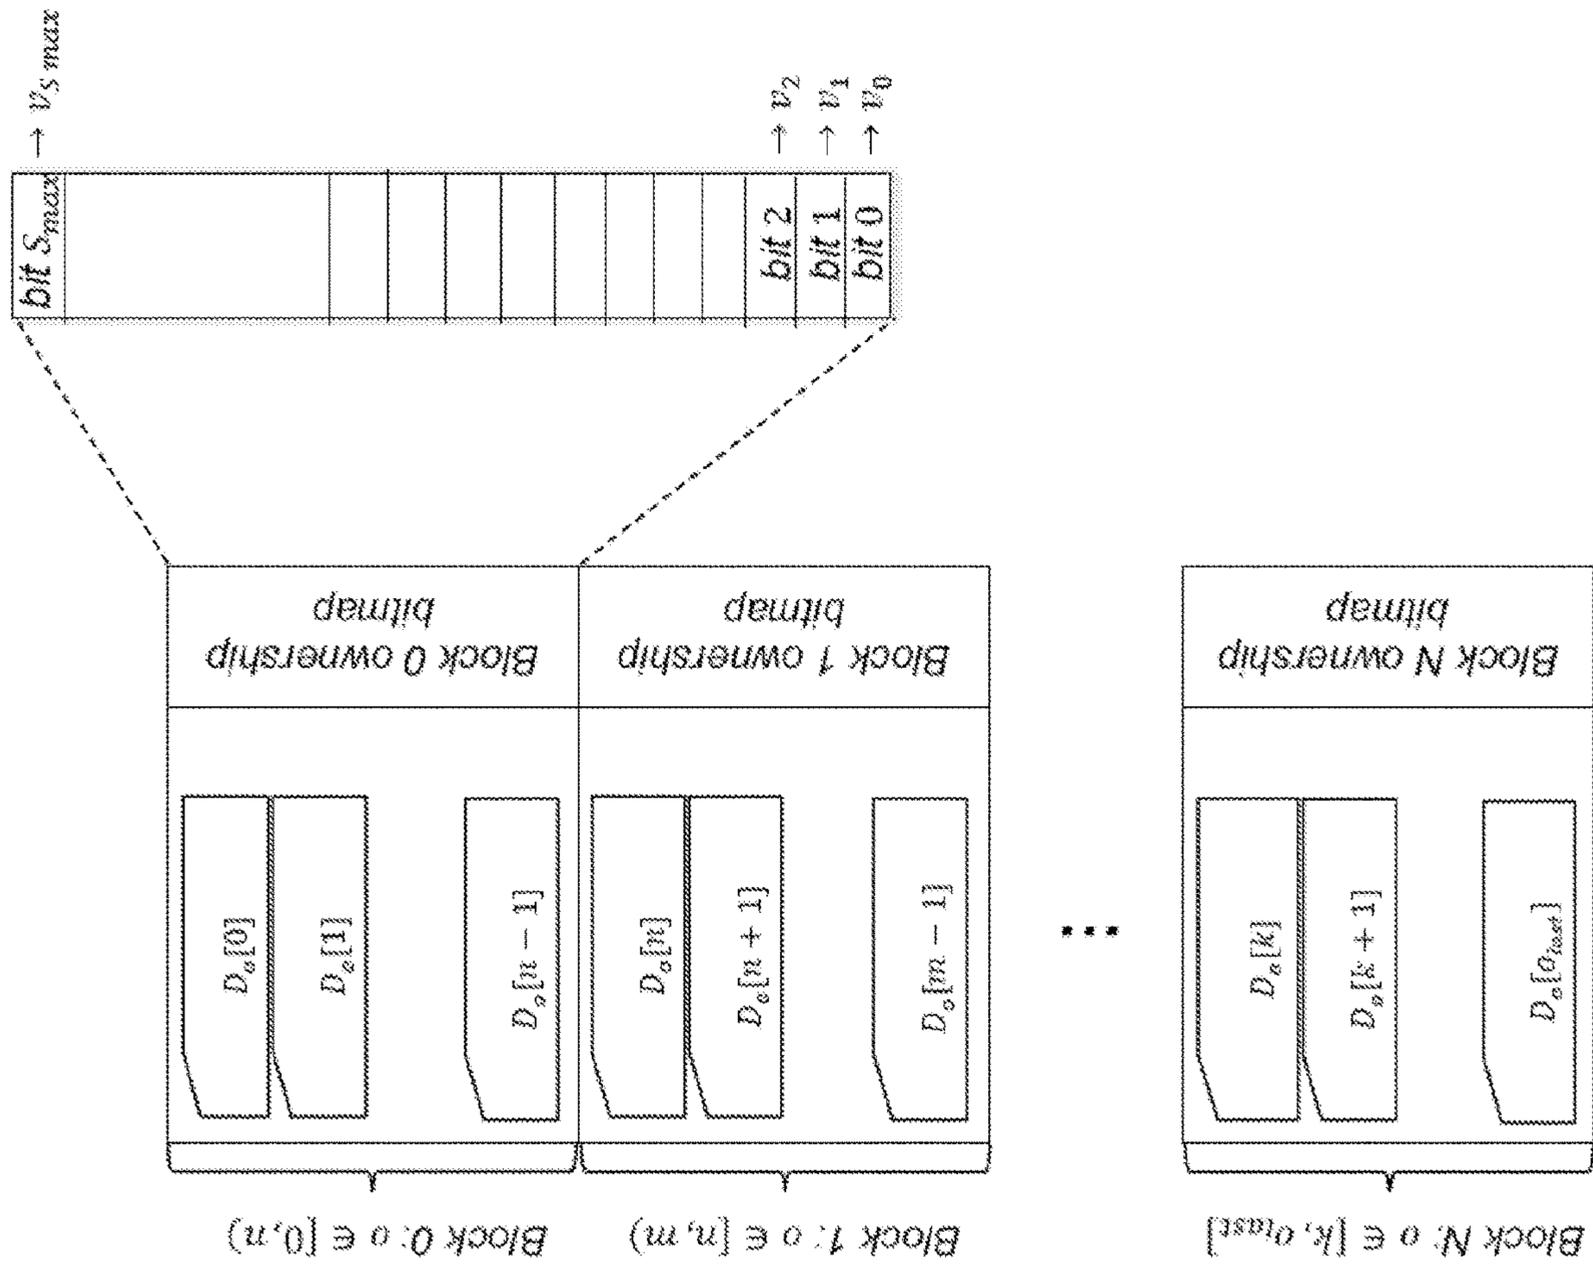 bit S_max → v_S max
bit 2 → v_2
bit 1 → v_1
bit 0 → v_0
Block 0 ownership
bitmap
Block 1 ownership
bitmap
Block N ownership
bitmap
D_o[0]
D_o[1]
D_o[n − 1]
D_o[n]
D_o[n + 1]
D_o[m − 1]
...
D_o[k]
D_o[k + 1]
D_o[o_last]
Block 0: o ∈ [0, n)
Block 1: o ∈ [n, m)
Block N: o ∈ [k, o_last]